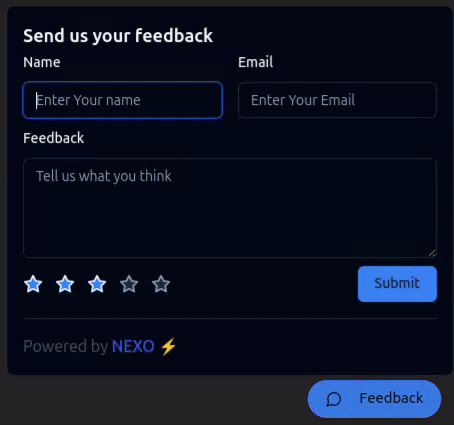 Send us your feedback
Name Email
Enter Your name Enter Your Email
Feedback
Tell us what you think
Submit
Powered by NEXO ⚡
Feedback